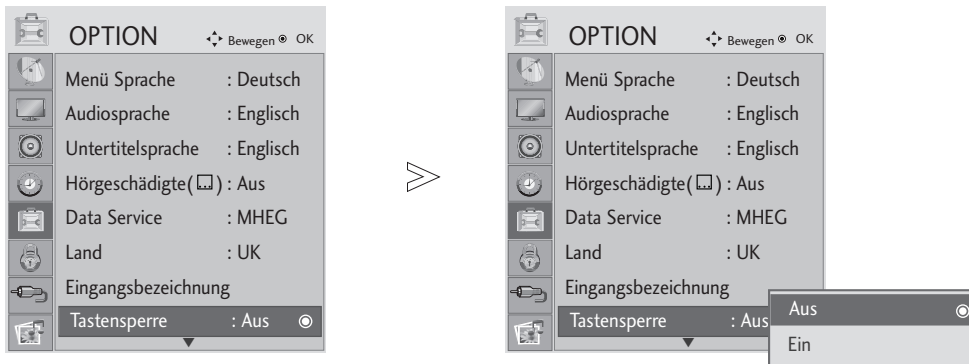 OPTION Bewegen OK
Menü Sprache : Deutsch
Audiosprache : Englisch
Untertitelsprache : Englisch
Hörgeschädigte( ) : Aus
Data Service : MHEG
Land : UK
Eingangsbezeichnung
Tastensperre : Aus
OPTION Bewegen OK
Menü Sprache : Deutsch
Audiosprache : Englisch
Untertitelsprache : Englisch
Hörgeschädigte( ) : Aus
Data Service : MHEG
Land : UK
Eingangsbezeichnung
Tastensperre : Aus
Aus
Ein